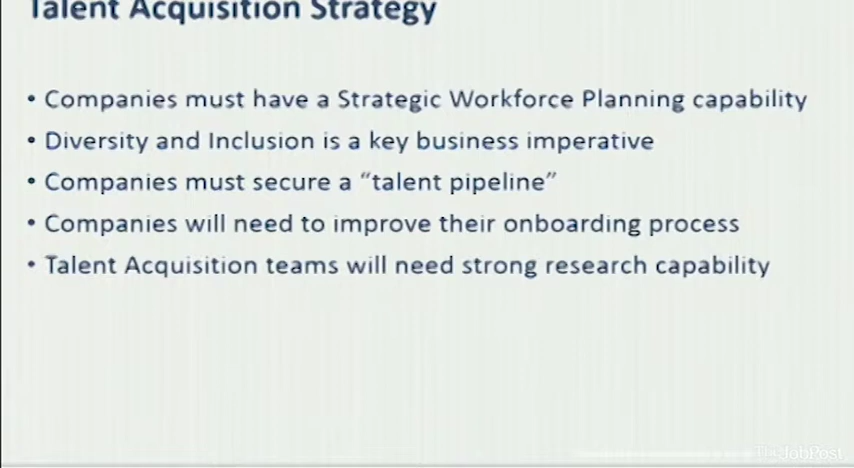 Talent Acquisition Strategy
• Companies must have a Strategic Workforce Planning capability
• Diversity and Inclusion is a key business imperative
• Companies must secure a “talent pipeline”
• Companies will need to improve their onboarding process
• Talent Acquisition teams will need strong research capability
TheJobPost